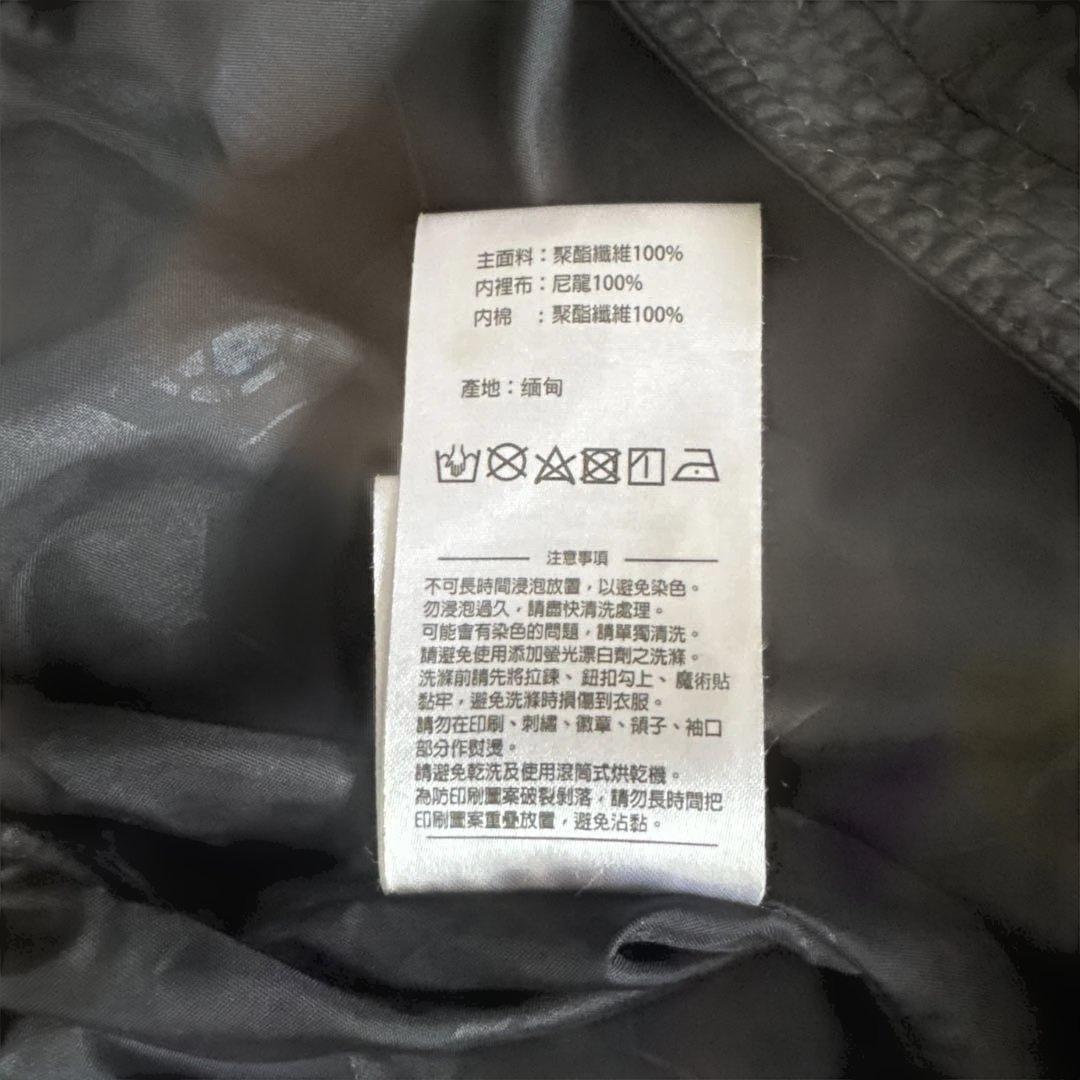 主面料：聚酯纖維100%
內裡布：尼龍100%
內棉　：聚酯纖維100%
產地：缅甸
注意事項
不可長時間浸泡放置，以避免染色。
勿浸泡過久，請盡快清洗處理。
可能會有染色的問題，請單獨清洗。
請避免使用添加螢光漂白劑之洗滌。
洗滌前請先將拉鍊、鈕扣勾上、魔術貼
黏牢，避免洗滌時損傷到衣服。
請勿在印刷、刺繡、徽章、領子、袖口
部分作熨燙。
請避免乾洗及使用滾筒式烘乾機。
為防印刷圖案破裂剝落，請勿長時間把
印刷圖案重疊放置，避免沾黏。